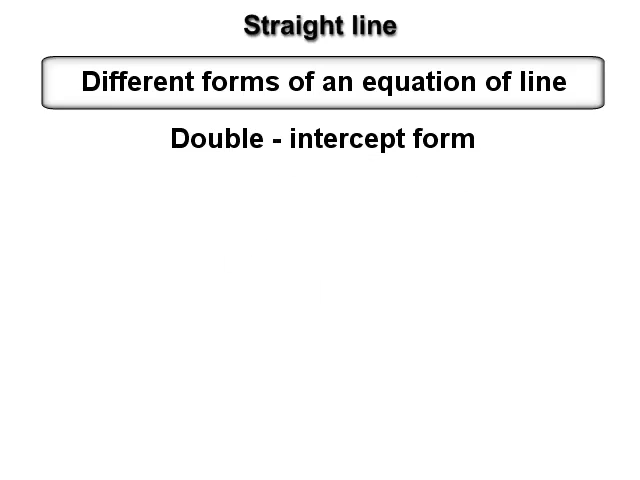 Straight line
Different forms of an equation of line
Double - intercept form